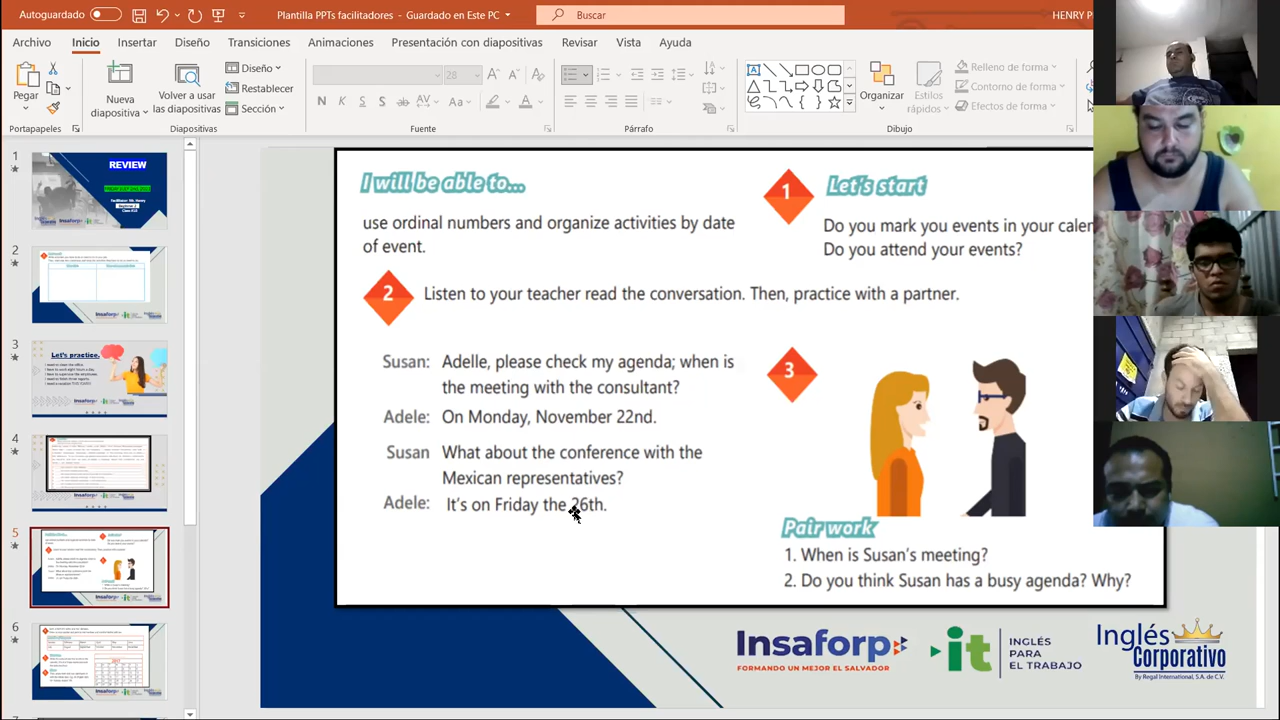 Autoguardado
Plantilla PPTs facilitadores - Guardado en Este PC
Buscar
Archivo Inicio Insertar Diseño Transiciones Animaciones Presentación con diapositivas Revisar Vista Ayuda
Pegar
Nueva diapositiva
Volver a usar las diapositivas
Diseño
Restablecer
Sección
28
Organizar
Estilos rápidos
Relleno de forma
Contorno de forma
Efectos de forma
Portapapeles Diapositivas Fuente Párrafo Dibujo
1
REVIEW
2
3
Let's practice.
4
5
6
I will be able to...
use ordinal numbers and organize activities by date
of event.
1
Let's start
Do you mark you events in your calen
Do you attend your events?
2
Listen to your teacher read the conversation. Then, practice with a partner.
Susan: Adelle, please check my agenda; when is
the meeting with the consultant?
Adele: On Monday, November 22nd.
Susan What about the conference with the
Mexican representatives?
Adele: It's on Friday the 26th.
3
Pair work
1. When is Susan's meeting?
2. Do you think Susan has a busy agenda? Why?
Insaforp
FORMANDO UN MEJOR EL SALVADOR
it
INGLÉS
PARA
EL TRABAJO
Inglés
Corporativo
By Regal International, S.A. de C.V.